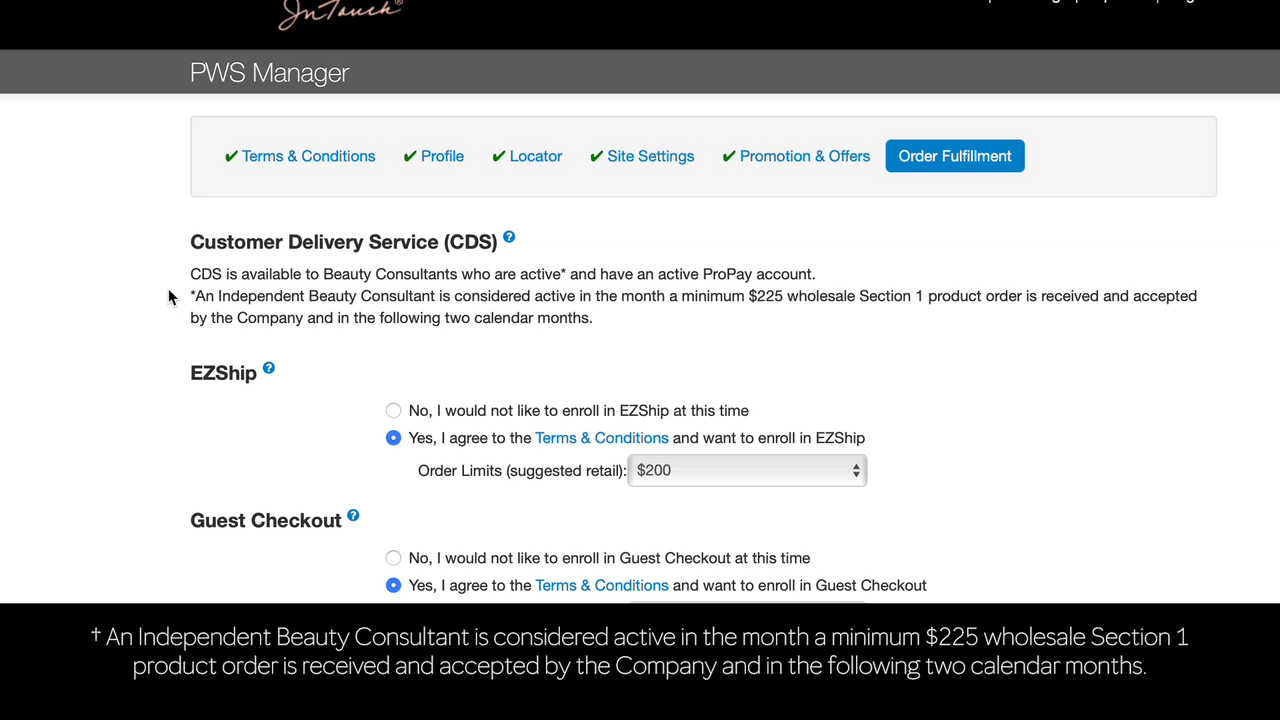 InTouch®
PWS Manager
✔ Terms & Conditions ✔ Profile ✔ Locator ✔ Site Settings ✔ Promotion & Offers Order Fulfillment
Customer Delivery Service (CDS) ?
CDS is available to Beauty Consultants who are active* and have an active ProPay account.
*An Independent Beauty Consultant is considered active in the month a minimum $225 wholesale Section 1 product order is received and accepted
by the Company and in the following two calendar months.
EZShip ?
No, I would not like to enroll in EZShip at this time
Yes, I agree to the Terms & Conditions and want to enroll in EZShip
Order Limits (suggested retail): $200
Guest Checkout ?
No, I would not like to enroll in Guest Checkout at this time
Yes, I agree to the Terms & Conditions and want to enroll in Guest Checkout
† An Independent Beauty Consultant is considered active in the month a minimum $225 wholesale Section 1
product order is received and accepted by the Company and in the following two calendar months.